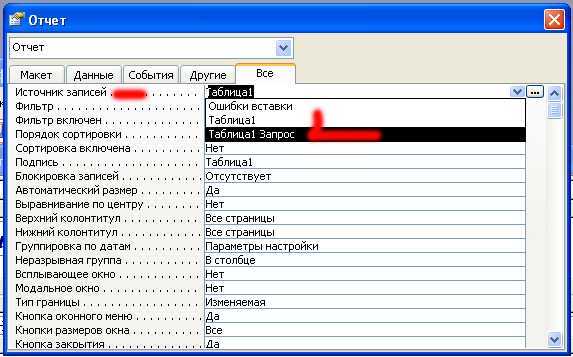 Отчет
Отчет
Макет Данные События Другие Все
Источник записей . . . . . . . . . Таблица1 ...
Фильтр . . . . . . . . . . . . . . . . . . Ошибки вставки
Фильтр включен . . . . . . . . . . . Таблица1
Порядок сортировки . . . . . . . . Таблица1 Запрос
Сортировка включена . . . . . . . Нет
Подпись . . . . . . . . . . . . . . . . . Таблица1
Блокировка записей . . . . . . . . . Отсутствует
Автоматический размер . . . . . . Да
Выравнивание по центру . . . . . . Нет
Верхний колонтитул . . . . . . . . . Все страницы
Нижний колонтитул . . . . . . . . . Все страницы
Группировка по датам . . . . . . . Параметры настройки
Неразрывная группа . . . . . . . . В столбце
Всплывающее окно . . . . . . . . . Нет
Модальное окно . . . . . . . . . . . Нет
Тип границы . . . . . . . . . . . . . . Изменяемая
Кнопка оконного меню . . . . . . . Да
Кнопки размеров окна . . . . . . . Все
Кнопка закрытия . . . . . . . . . . . Да